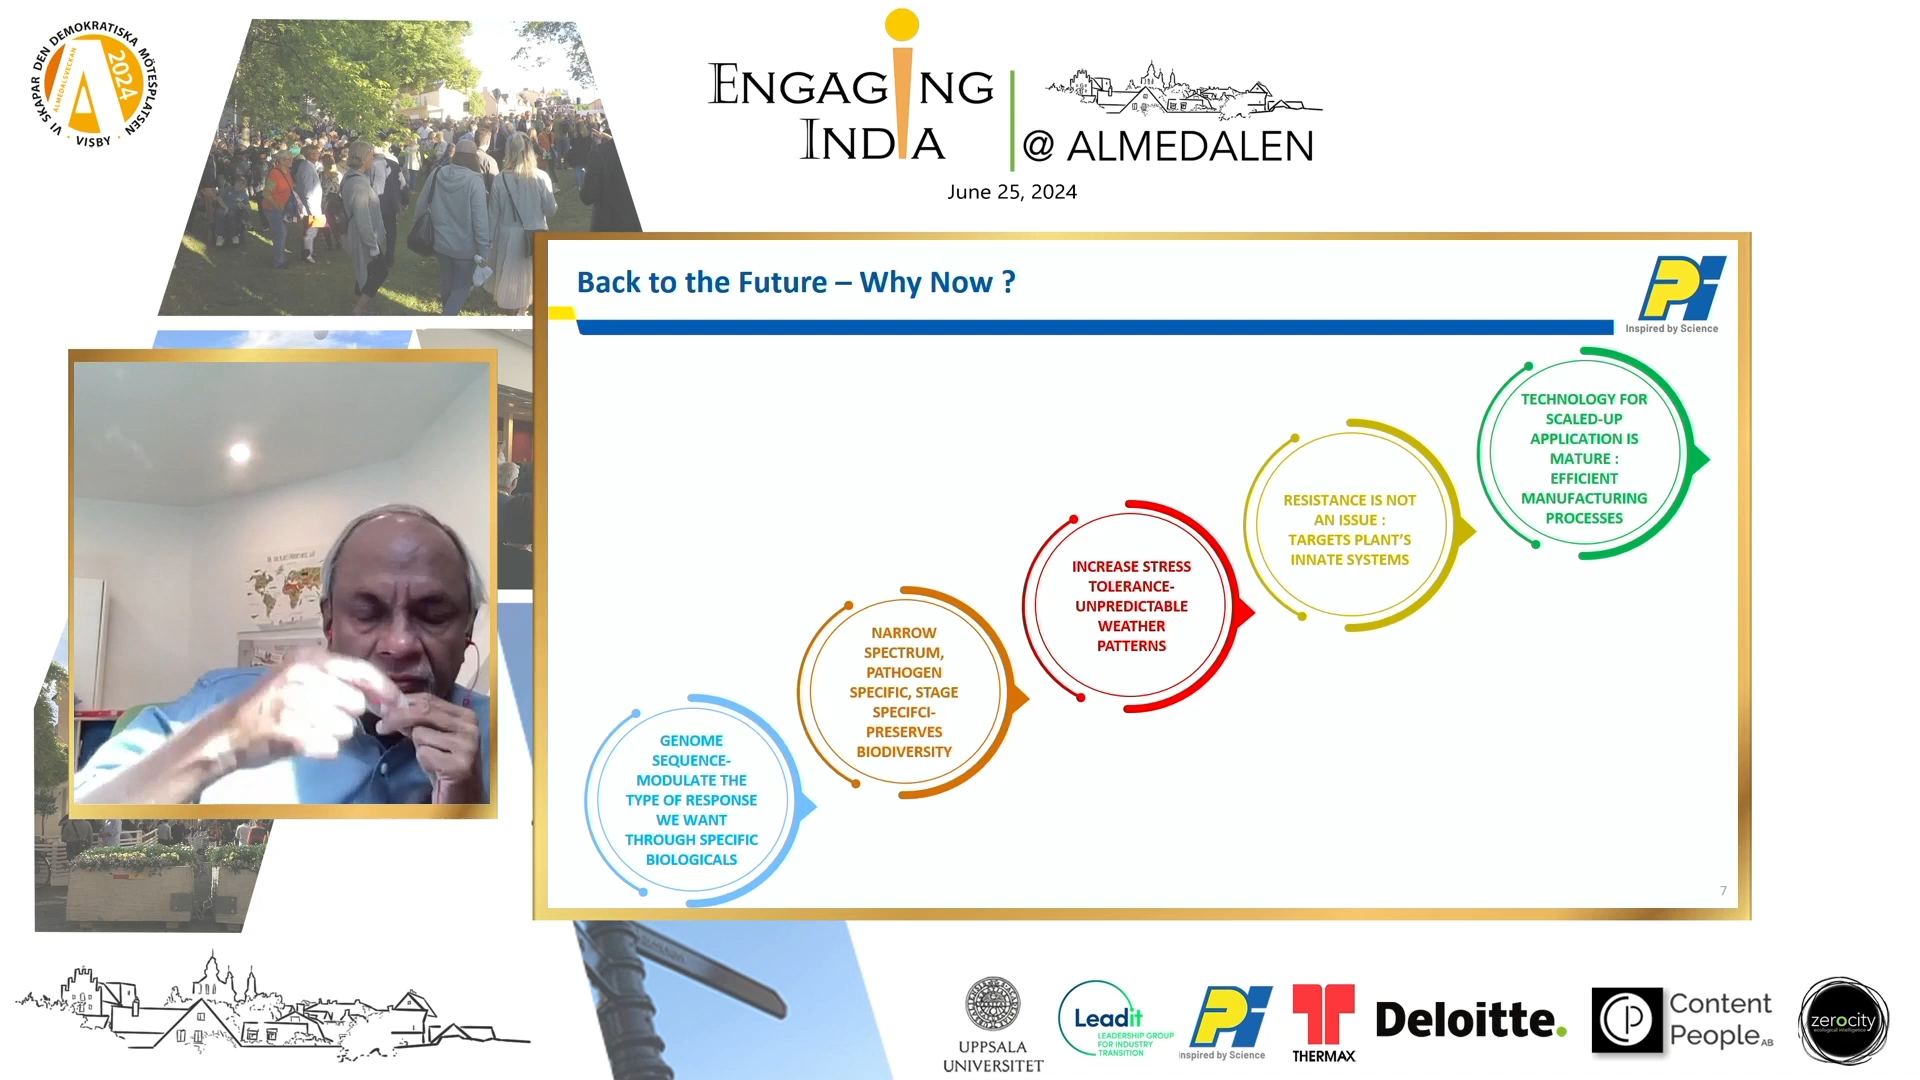 VI SKAPAR DEN DEMOKRATISKA MÖTESPLATSEN
ALMEDALSVECKAN
2024
· VISBY ·
ENGAGING
INDIA
@ ALMEDALEN
June 25, 2024
Back to the Future – Why Now ?
Pi
Inspired by Science
GENOME
SEQUENCE-
MODULATE THE
TYPE OF RESPONSE
WE WANT
THROUGH SPECIFIC
BIOLOGICALS
NARROW
SPECTRUM,
PATHOGEN
SPECIFIC, STAGE
SPECIFCI-
PRESERVES
BIODIVERSITY
INCREASE STRESS
TOLERANCE-
UNPREDICTABLE
WEATHER
PATTERNS
RESISTANCE IS NOT
AN ISSUE :
TARGETS PLANT'S
INNATE SYSTEMS
TECHNOLOGY FOR
SCALED-UP
APPLICATION IS
MATURE :
EFFICIENT
MANUFACTURING
PROCESSES
7
UPPSALA
UNIVERSITET
Leadit
LEADERSHIP GROUP
FOR INDUSTRY
TRANSITION
Pi
Inspired by Science
THERMAX
Deloitte.
Content
People AB
zerocity
ecological intelligence